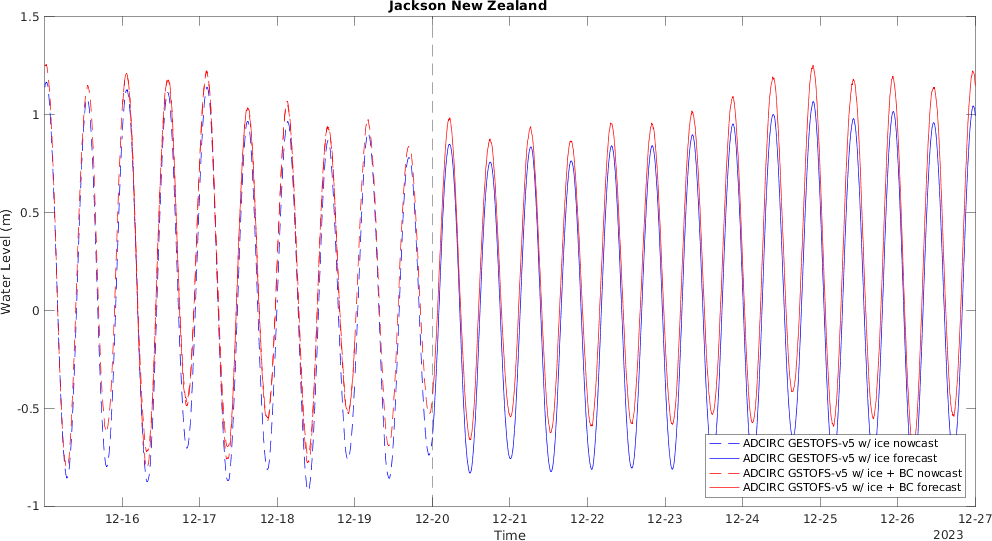 Jackson New Zealand
Water Level (m)
1.5
1
0.5
0
-0.5
-1
12-16
12-17
12-18
12-19
12-20
12-21
12-22
12-23
12-24
12-25
12-26
12-27
Time
2023
ADCIRC GESTOFS-v5 w/ ice nowcast
ADCIRC GESTOFS-v5 w/ ice forecast
ADCIRC GSTOFS-v5 w/ ice + BC nowcast
ADCIRC GSTOFS-v5 w/ ice + BC forecast